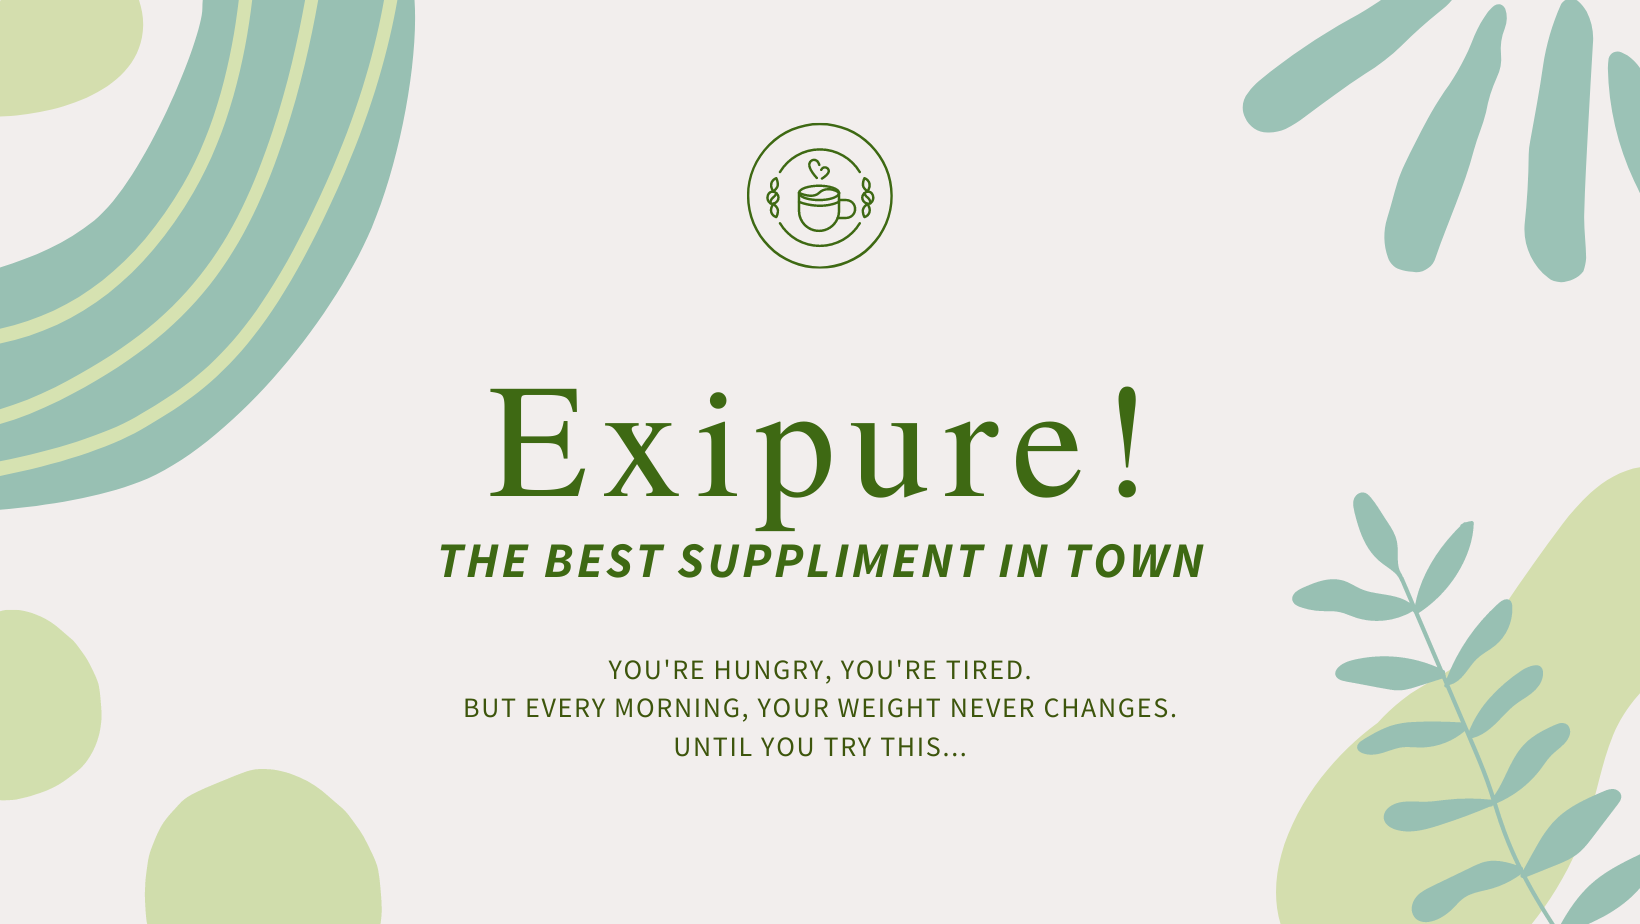 Exipure!
THE BEST SUPPLIMENT IN TOWN
YOU'RE HUNGRY, YOU'RE TIRED.
BUT EVERY MORNING, YOUR WEIGHT NEVER CHANGES.
UNTIL YOU TRY THIS...